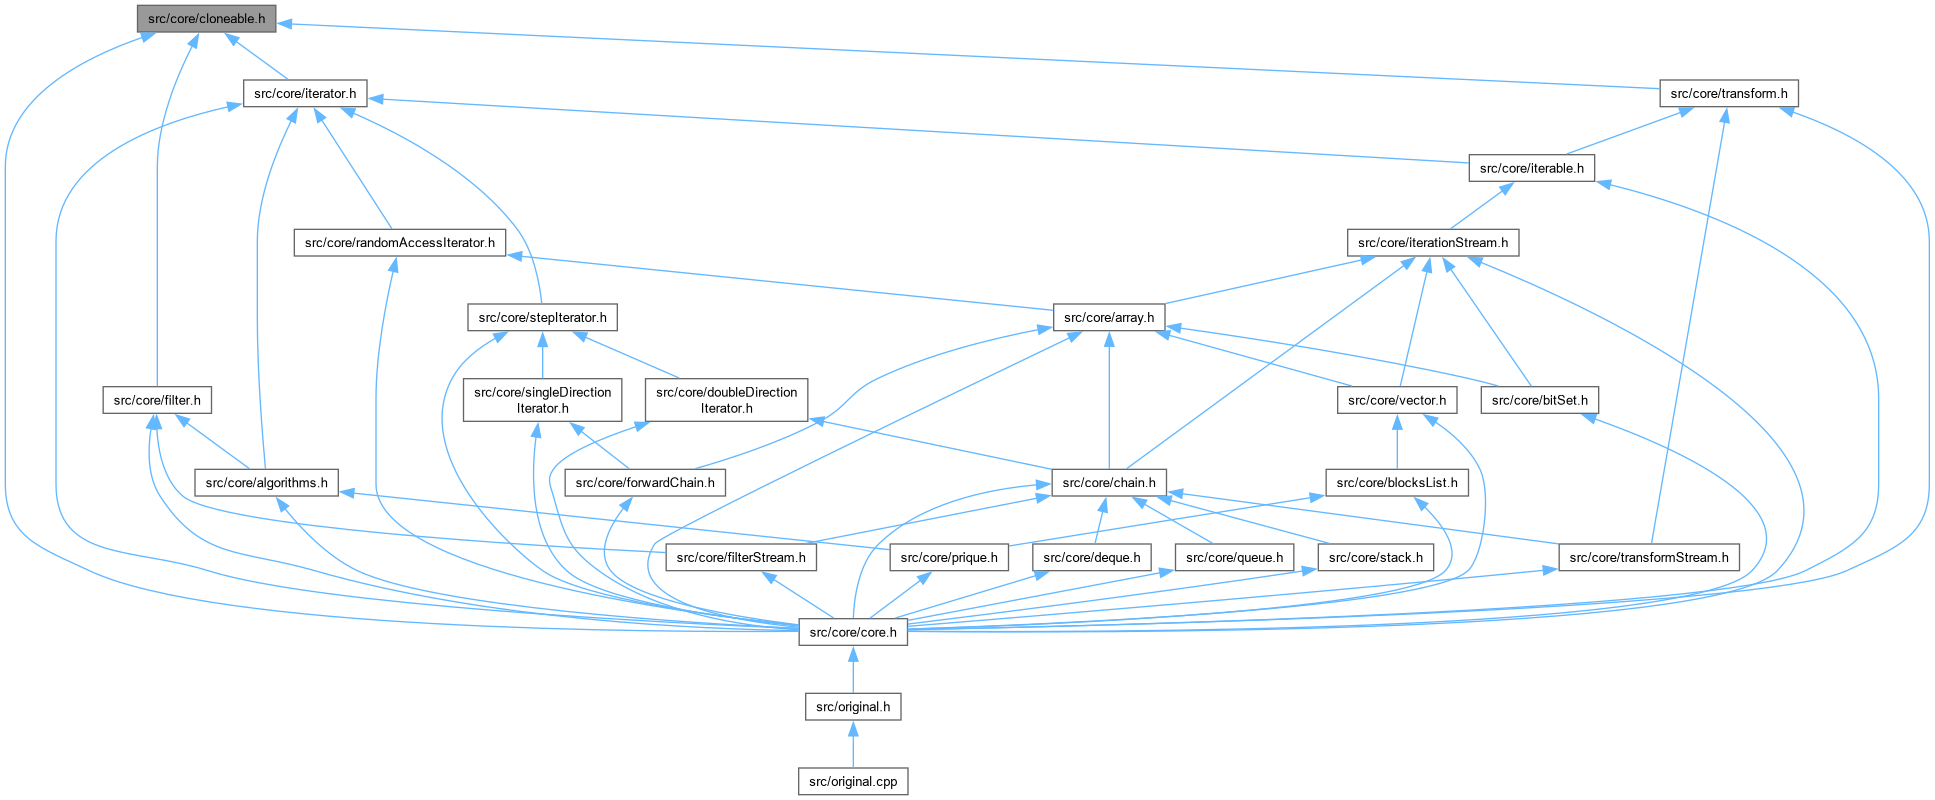 src/core/cloneable.h
src/core/iterator.h
src/core/transform.h
src/core/iterable.h
src/core/randomAccessIterator.h
src/core/iterationStream.h
src/core/stepIterator.h
src/core/array.h
src/core/filter.h
src/core/singleDirection
Iterator.h
src/core/doubleDirection
Iterator.h
src/core/vector.h
src/core/bitSet.h
src/core/algorithms.h
src/core/forwardChain.h
src/core/chain.h
src/core/blocksList.h
src/core/filterStream.h
src/core/prique.h
src/core/deque.h
src/core/queue.h
src/core/stack.h
src/core/transformStream.h
src/core/core.h
src/original.h
src/original.cpp